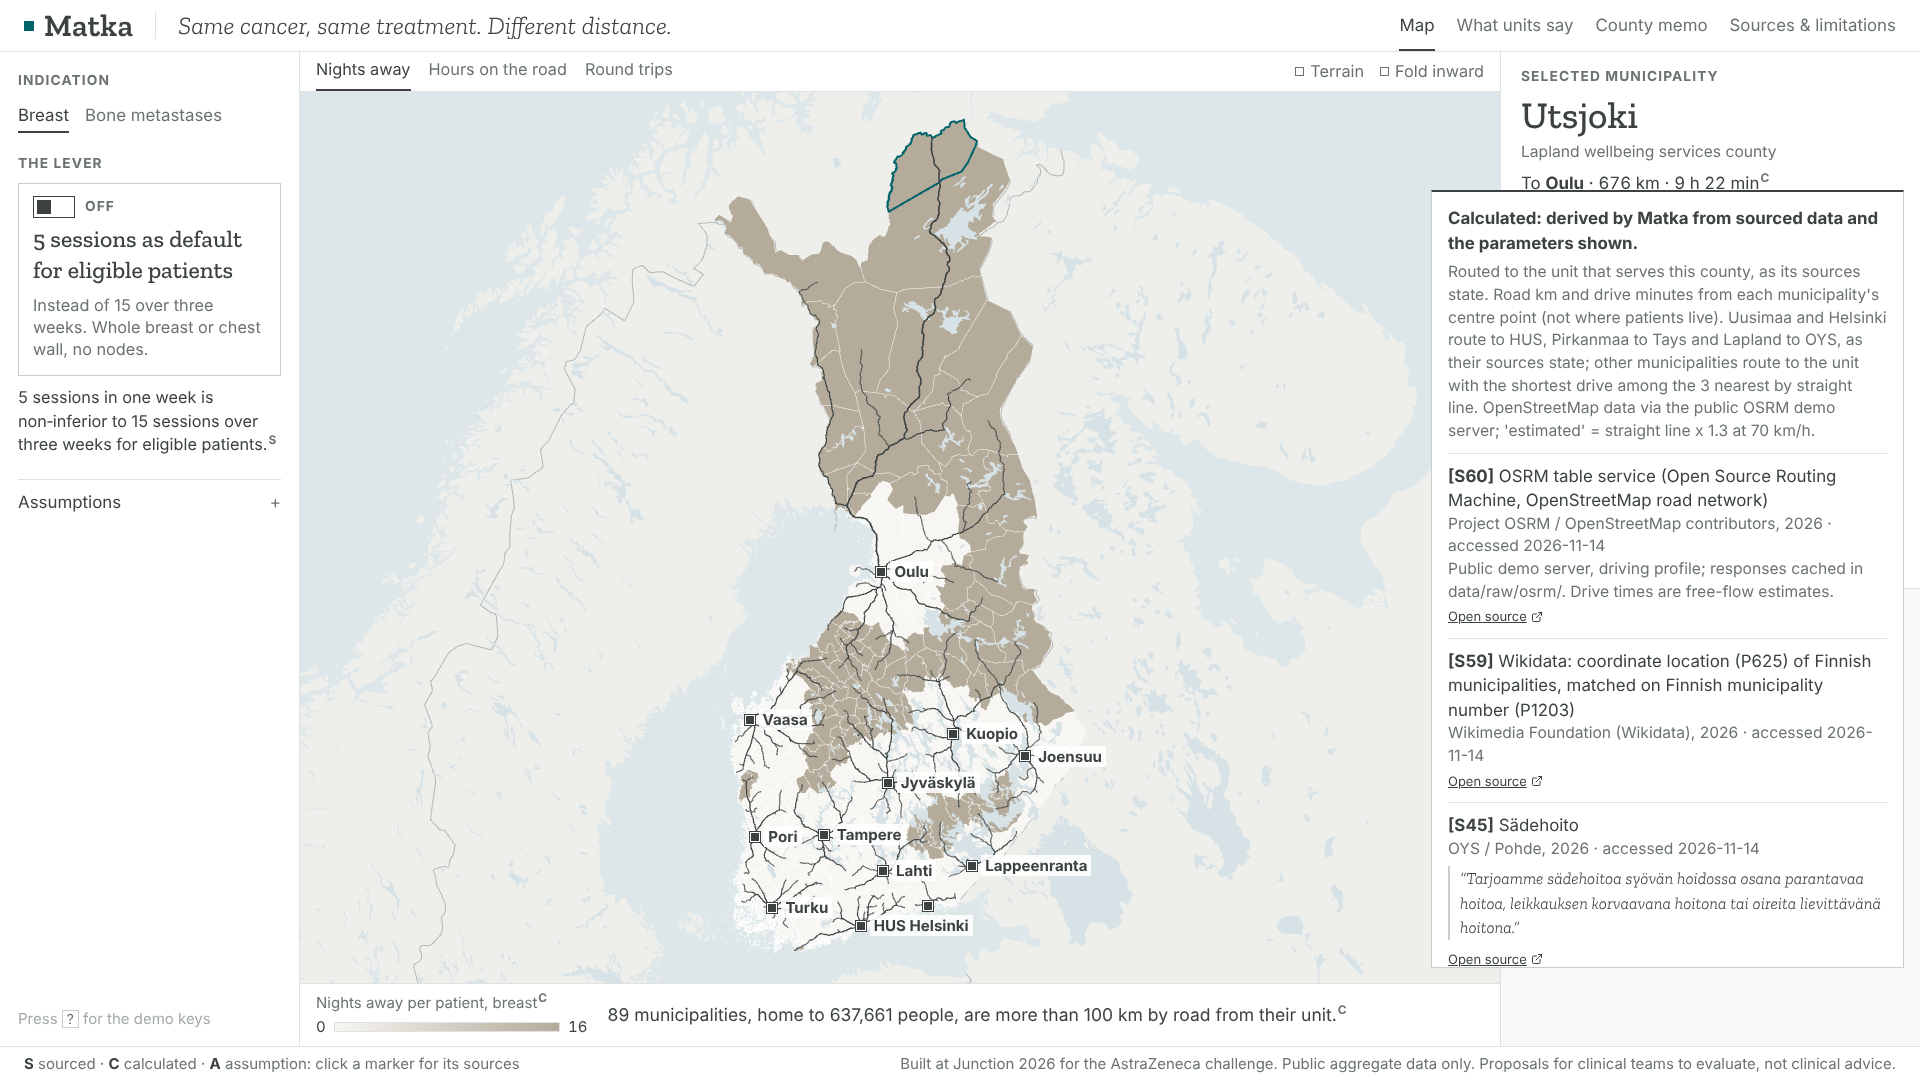 Matka
Same cancer, same treatment. Different distance.
Map
What units say
County memo
Sources & limitations
INDICATION
Breast
Bone metastases
THE LEVER
OFF
5 sessions as default
for eligible patients
Instead of 15 over three
weeks. Whole breast or chest
wall, no nodes.
5 sessions in one week is
non-inferior to 15 sessions over
three weeks for eligible patients.S
Assumptions +
Press ? for the demo keys
Nights away
Hours on the road
Round trips
Terrain
Fold inward
Oulu
Vaasa
Kuopio
Joensuu
Jyväskylä
Pori
Tampere
Lahti
Lappeenranta
Turku
HUS Helsinki
Nights away per patient, breastC
0 16
89 municipalities, home to 637,661 people, are more than 100 km by road from their unit.C
SELECTED MUNICIPALITY
Utsjoki
Lapland wellbeing services county
To Oulu · 676 km · 9 h 22 minC
Calculated: derived by Matka from sourced data and
the parameters shown.
Routed to the unit that serves this county, as its sources
state. Road km and drive minutes from each municipality's
centre point (not where patients live). Uusimaa and Helsinki
route to HUS, Pirkanmaa to Tays and Lapland to OYS, as
their sources state; other municipalities route to the unit
with the shortest drive among the 3 nearest by straight
line. OpenStreetMap data via the public OSRM demo
server; 'estimated' = straight line x 1.3 at 70 km/h.
[S60] OSRM table service (Open Source Routing
Machine, OpenStreetMap road network)
Project OSRM / OpenStreetMap contributors, 2026 ·
accessed 2026-11-14
Public demo server, driving profile; responses cached in
data/raw/osrm/. Drive times are free-flow estimates.
Open source
[S59] Wikidata: coordinate location (P625) of Finnish
municipalities, matched on Finnish municipality
number (P1203)
Wikimedia Foundation (Wikidata), 2026 · accessed 2026-
11-14
Open source
[S45] Sädehoito
OYS / Pohde, 2026 · accessed 2026-11-14
“Tarjoamme sädehoitoa syövän hoidossa osana parantavaa
hoitoa, leikkauksen korvaavana hoitona tai oireita lievittävänä
hoitona.”
Open source
S sourced · C calculated · A assumption: click a marker for its sources
Built at Junction 2026 for the AstraZeneca challenge. Public aggregate data only. Proposals for clinical teams to evaluate, not clinical advice.